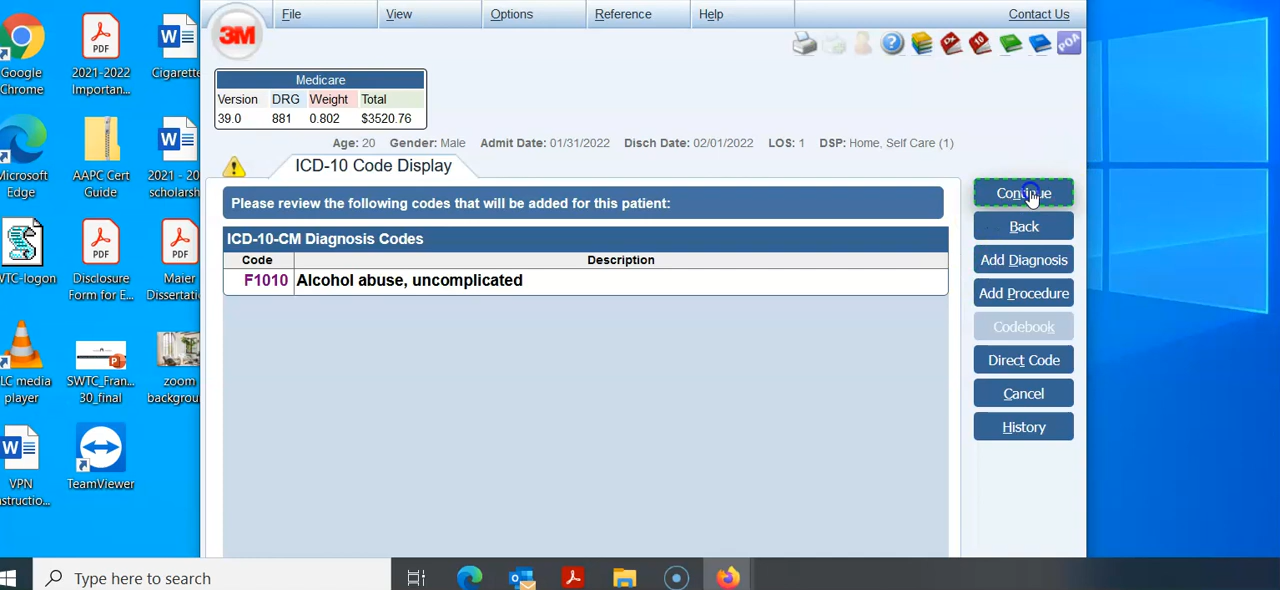 File View Options Reference Help Contact Us
3M
POA
Medicare
Version DRG Weight Total
39.0 881 0.802 $3520.76
Age: 20 Gender: Male Admit Date: 01/31/2022 Disch Date: 02/01/2022 LOS: 1 DSP: Home, Self Care (1)
ICD-10 Code Display
Please review the following codes that will be added for this patient:
ICD-10-CM Diagnosis Codes
Code Description
F1010 Alcohol abuse, uncomplicated
Continue
Back
Add Diagnosis
Add Procedure
Codebook
Direct Code
Cancel
History
Google
Chrome
PDF
2021-2022
Importan...
Cigarette
Microsoft
Edge
AAPC Cert
Guide
2021 - 20
scholarsh
WTC-logon
PDF
Disclosure
Form for E...
PDF
Maier
Dissertati
LC media
player
SWTC_Fran...
30_final
zoom
backgrou
VPN
nstructio...
TeamViewer
Type here to search